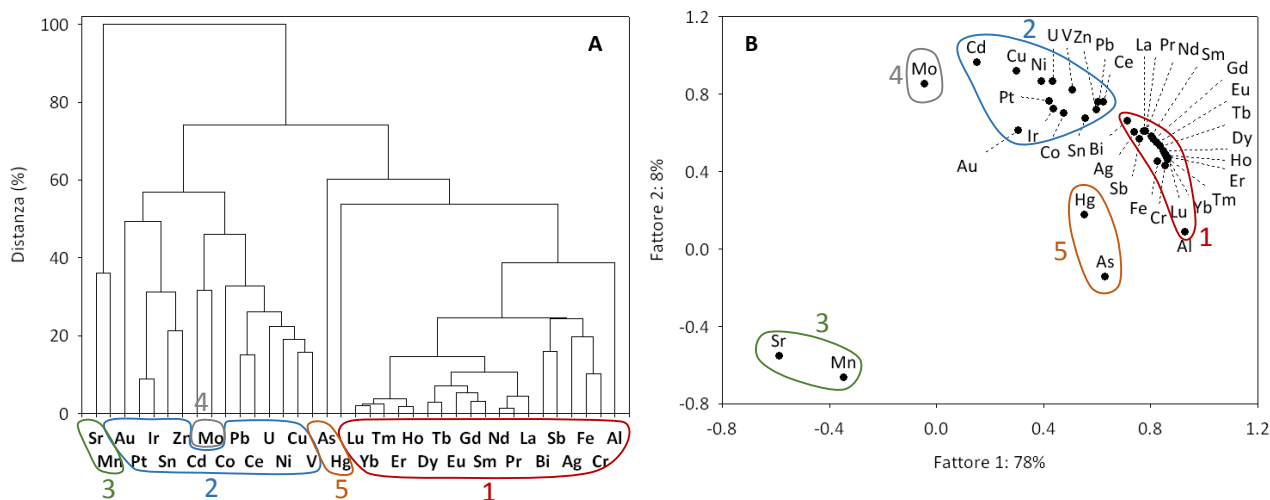 A
Distanza (%)
100
80
60
40
20
0
4
Sr Au Ir Zn Mo Pb U Cu As Lu Tm Ho Tb Gd Nd La Sb Fe Al
Mn Pt Sn Cd Co Ce Ni V Hg Yb Er Dy Eu Sm Pr Bi Ag Cr
3 2 5 1
B
Fattore 2: 8%
1.2
0.8
0.4
0.0
-0.4
-0.8
2
U V Zn Pb La Pr Nd Sm
4 Mo Cd Cu Ni Ce Gd
Eu
Pt Tb
Ir Dy
Au Co Sn Bi Ho
Ag Er
Sb Tm
Fe Cr Lu Yb
Hg
5 Al 1
As
3
Sr
Mn
-0.8 -0.4 0.0 0.4 0.8 1.2
Fattore 1: 78%